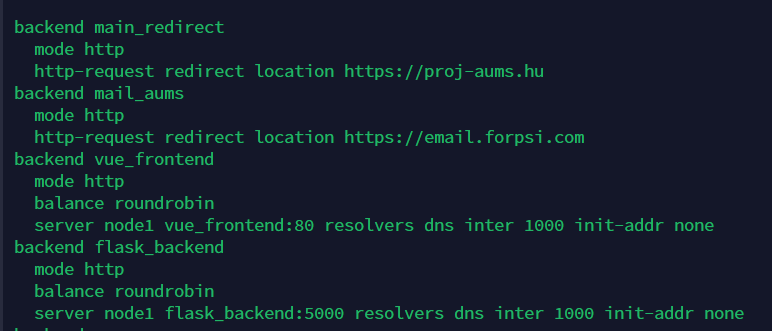 backend main_redirect
mode http
http-request redirect location https://proj-aums.hu
backend mail_aums
mode http
http-request redirect location https://email.forpsi.com
backend vue_frontend
mode http
balance roundrobin
server node1 vue_frontend:80 resolvers dns inter 1000 init-addr none
backend flask_backend
mode http
balance roundrobin
server node1 flask_backend:5000 resolvers dns inter 1000 init-addr none